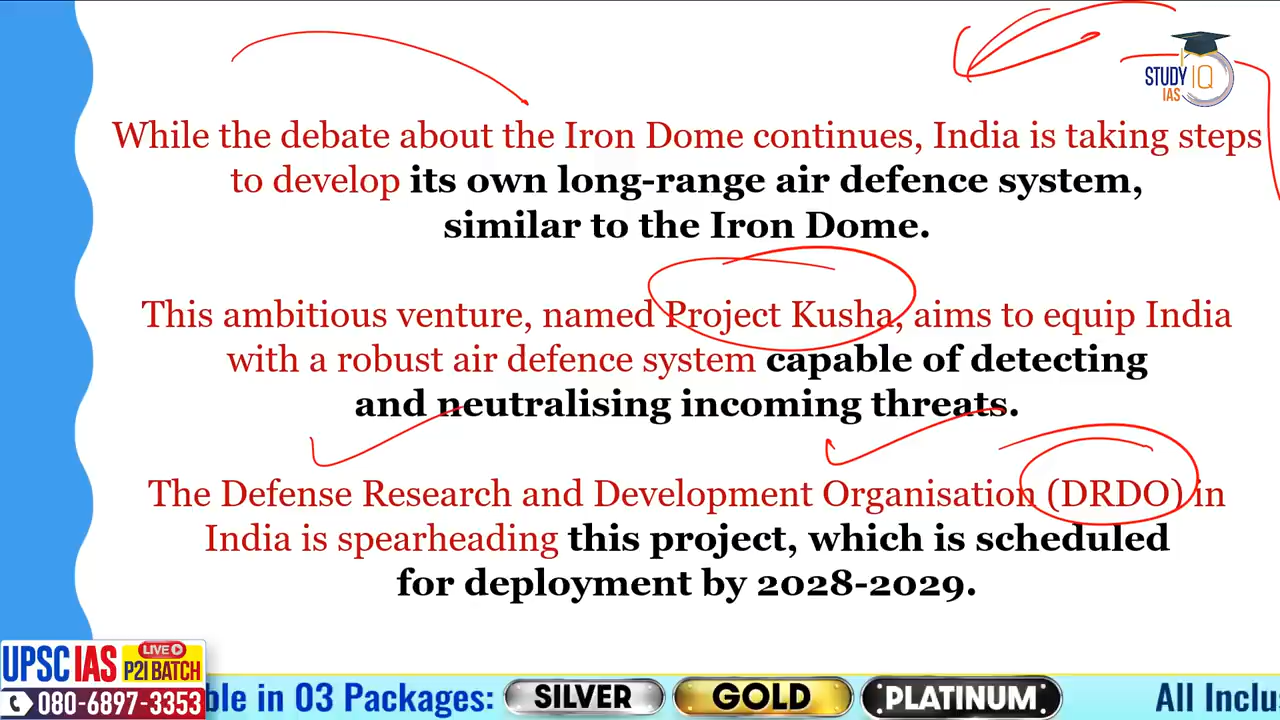 STUDY IQ
IAS
While the debate about the Iron Dome continues, India is taking steps
to develop its own long-range air defence system,
similar to the Iron Dome.
This ambitious venture, named Project Kusha, aims to equip India
with a robust air defence system capable of detecting
and neutralising incoming threats.
The Defense Research and Development Organisation (DRDO) in
India is spearheading this project, which is scheduled
for deployment by 2028-2029.
UPSC IAS LIVE
P2I BATCH
080-6897-3353
ble in 03 Packages: SILVER GOLD PLATINUM All Inclu